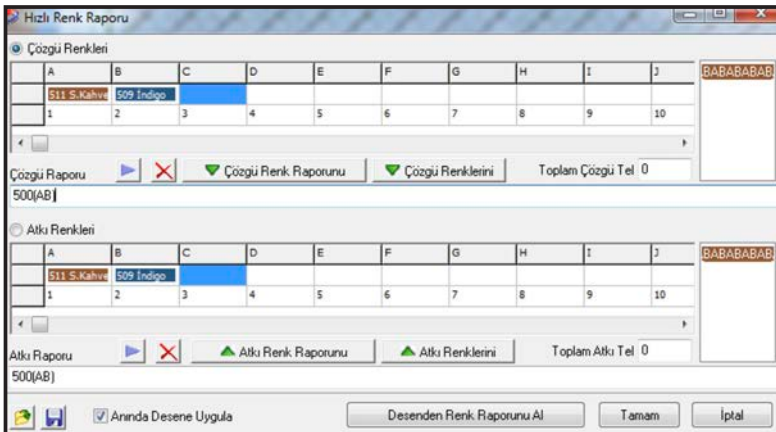 Hızlı Renk Raporu
Çözgü Renkleri
A B C D E F G H I J
511 S.Kahve 509 İndigo
1 2 3 4 5 6 7 8 9 10
BABABABAB.
Çözgü Raporu Çözgü Renk Raporunu Çözgü Renklerini Toplam Çözgü Tel 0
500(AB)
Atkı Renkleri
A B C D E F G H I J
511 S.Kahve 509 İndigo
1 2 3 4 5 6 7 8 9 10
BABABABAB.
Atkı Raporu Atkı Renk Raporunu Atkı Renklerini Toplam Atkı Tel 0
500(AB)
Anında Desene Uygula Desenden Renk Raporunu Al Tamam İptal